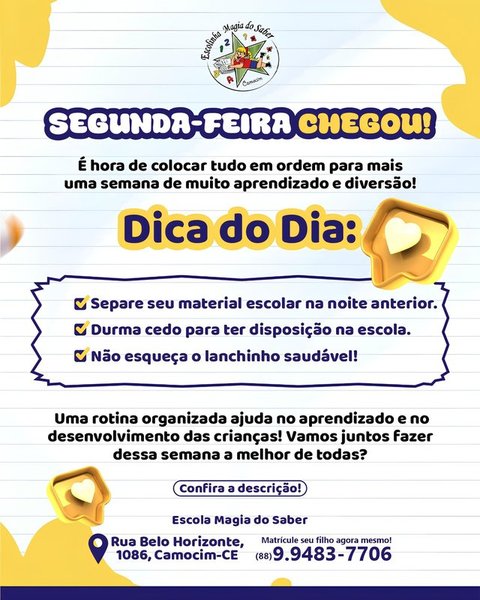 Escolinha Magia do Saber
Camocim
SEGUNDA-FEIRA CHEGOU!
É hora de colocar tudo em ordem para mais
uma semana de muito aprendizado e diversão!
Dica do Dia:
Separe seu material escolar na noite anterior.
Durma cedo para ter disposição na escola.
Não esqueça o lanchinho saudável!
Uma rotina organizada ajuda no aprendizado e no
desenvolvimento das crianças! Vamos juntos fazer
dessa semana a melhor de todas?
Confira a descrição!
Escola Magia do Saber
Rua Belo Horizonte,
1086, Camocim-CE
Matrícule seu filho agora mesmo!
(88) 9.9483-7706